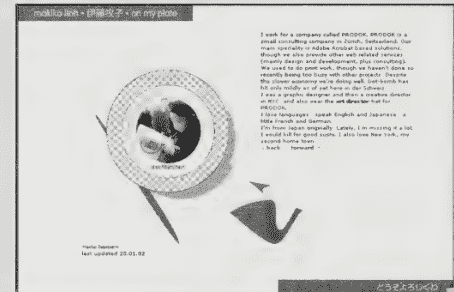 makiko itoh • 伊藤牧子 • on my plate
I work for a company called PRODOK. PRODOK is a
small consulting company in Zürich, Switzerland. Our
main speciality is Adobe Acrobat based solutions,
though we also provide other web related services
(mainly design and development, plus consulting).
We used to do print work, though we haven't done so
recently being too busy with other projects. Despite
the slower economy we're doing well. Dot-bomb has
hit only mildly as of yet here in der Schweiz.
I was a graphic designer and then a creative director
in NYC and also wear the art director hat for
PRODOK.
I love languages. I speak English and Japanese a
little French and German.
I'm from Japan originally. Lately, I'm missing it a lot
I would kill for good sushi. I also love New York, my
second home town.
- back forward -
last updated 20.01.02
どうぞよろしく